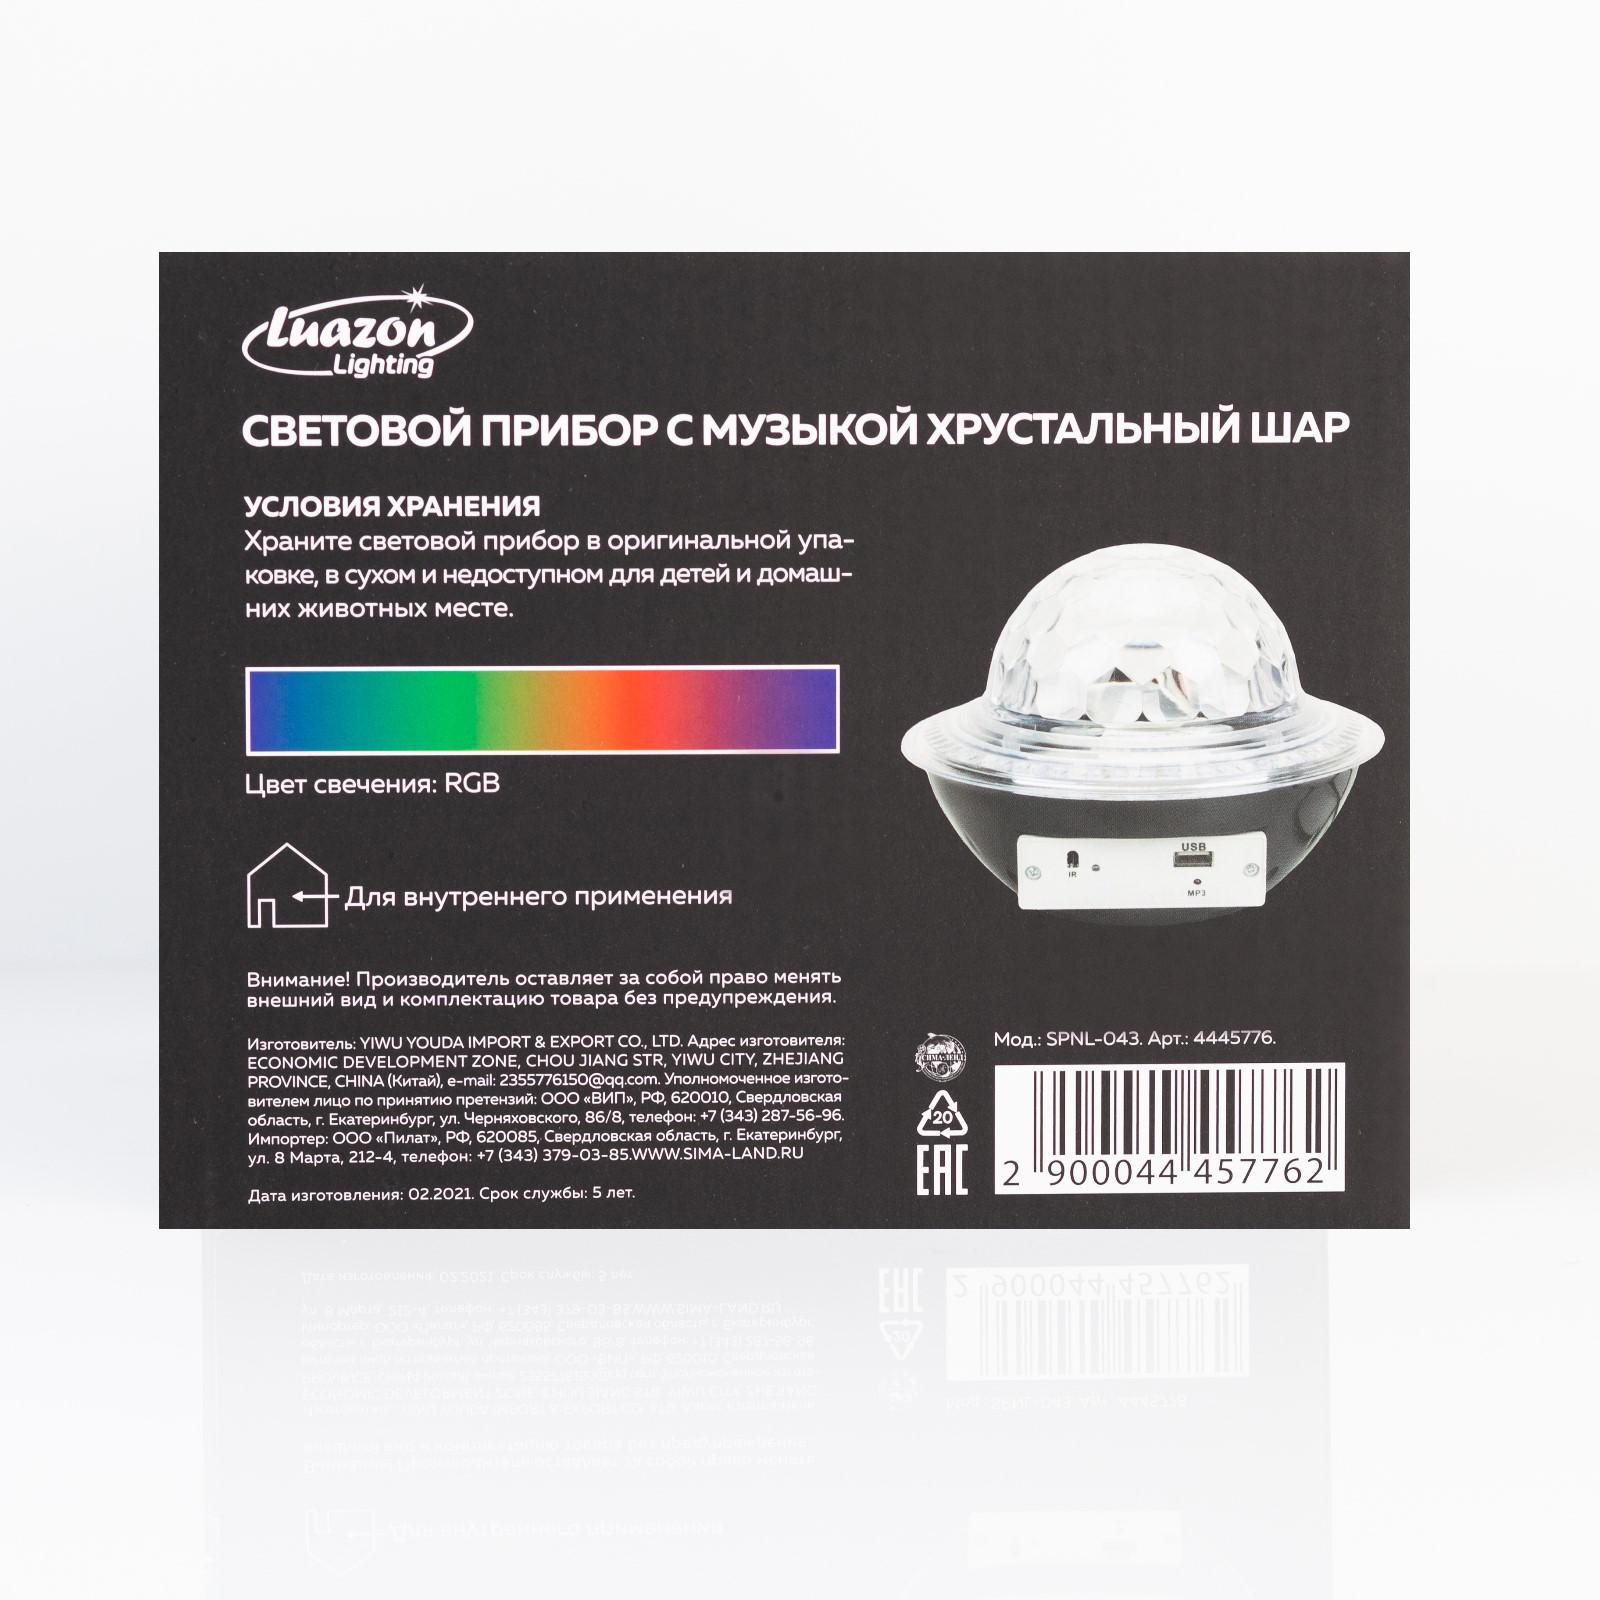 Luazon
Lighting
СВЕТОВОЙ ПРИБОР С МУЗЫКОЙ ХРУСТАЛЬНЫЙ ШАР
УСЛОВИЯ ХРАНЕНИЯ
Храните световой прибор в оригинальной упа-
ковке, в сухом и недоступном для детей и домаш-
них животных месте.
Цвет свечения: RGB
Для внутреннего применения
USB
IR
MP3
Внимание! Производитель оставляет за собой право менять
внешний вид и комплектацию товара без предупреждения.
Изготовитель: YIWU YOUDA IMPORT & EXPORT CO., LTD. Адрес изготовителя:
ECONOMIC DEVELOPMENT ZONE, CHOU JIANG STR, YIWU CITY, ZHEJIANG
PROVINCE, CHINA (Китай), e-mail: 2355776150@qq.com. Уполномоченное изгото-
вителем лицо по принятию претензий: ООО «ВИП», РФ, 620010, Свердловская
область, г. Екатеринбург, ул. Черняховского, 86/8, телефон: +7 (343) 287-56-96.
Импортер: ООО «Пилат», РФ, 620085, Свердловская область, г. Екатеринбург,
ул. 8 Марта, 212-4, телефон: +7 (343) 379-03-85.WWW.SIMA-LAND.RU
Дата изготовления: 02.2021. Срок службы: 5 лет.
СИМА-ЛЕНД
20
EAC
Мод.: SPNL-043. Арт.: 4445776.
2 900044 457762